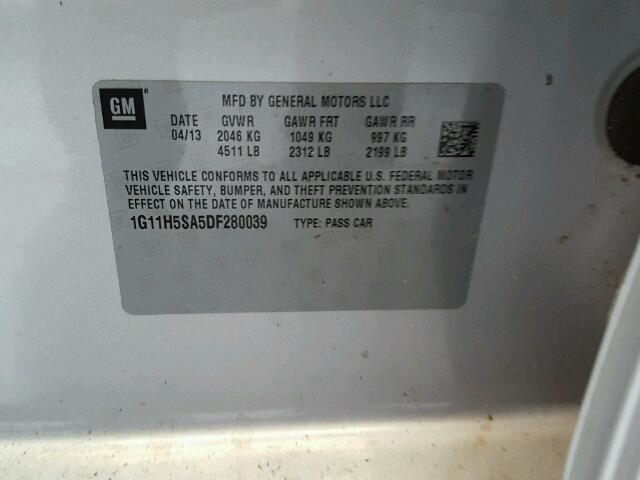 GM
MFD BY GENERAL MOTORS LLC
DATE GVWR GAWR FRT GAWR RR
04/13 2046 KG 1049 KG 997 KG
4511 LB 2312 LB 2199 LB
THIS VEHICLE CONFORMS TO ALL APPLICABLE U.S. FEDERAL MOTOR
VEHICLE SAFETY, BUMPER, AND THEFT PREVENTION STANDARDS IN
EFFECT ON THE DATE OF MANUFACTURE SHOWN ABOVE.
1G11H5SA5DF280039 TYPE: PASS CAR